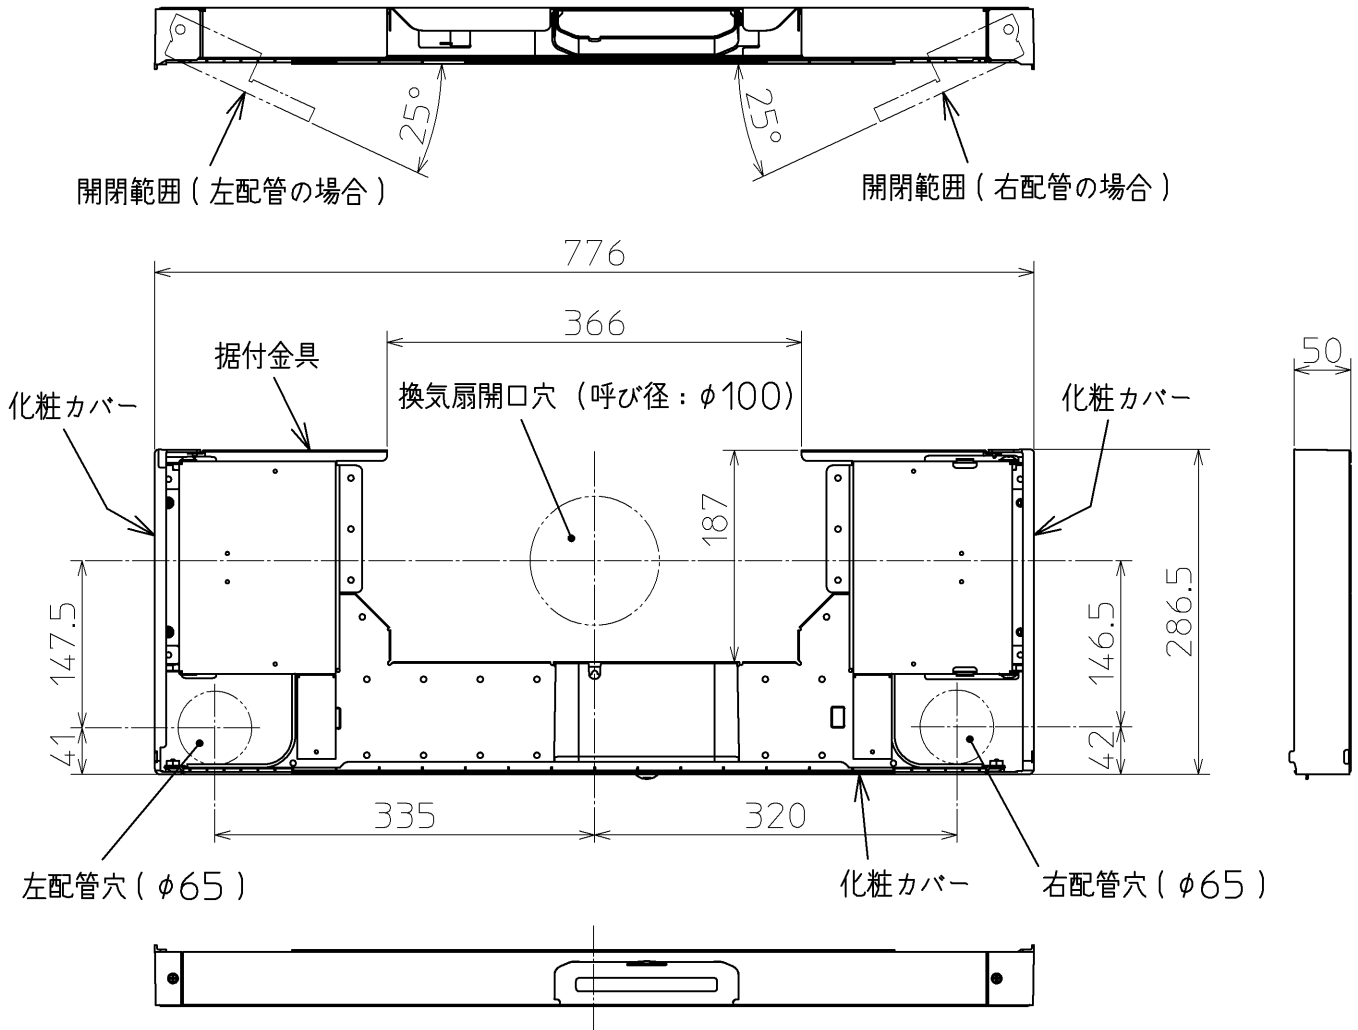 25°
25°
開閉範囲 ( 左配管の場合 )
開閉範囲 ( 右配管の場合 )
776
366
50
据付金具
化粧カバー
換気扇開口穴 (呼び径 : φ100)
化粧カバー
187
147.5
146.5
286.5
41
42
335
320
左配管穴 ( φ65 )
化粧カバー
右配管穴 ( φ65 )